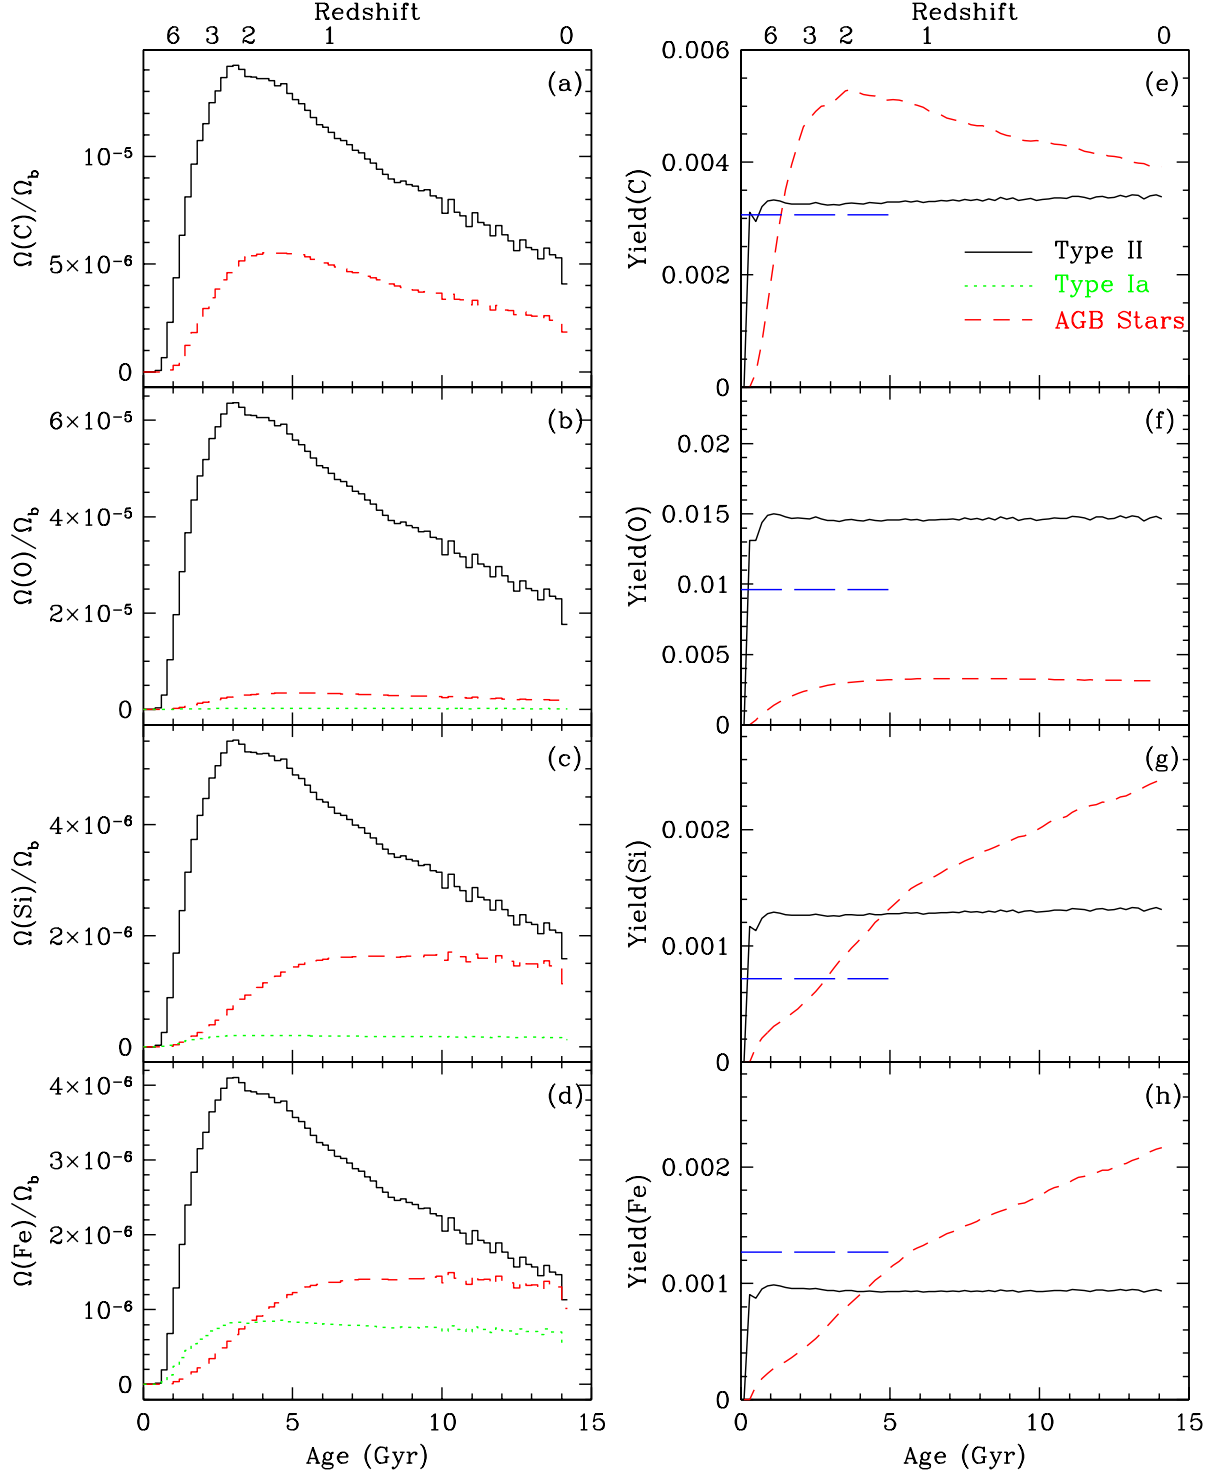 Redshift
6 3 2 1 0
(a)
10⁻⁵
5×10⁻⁶
0
Ω(C)/Ω_b
(b)
6×10⁻⁵
4×10⁻⁵
2×10⁻⁵
0
Ω(O)/Ω_b
(c)
4×10⁻⁶
2×10⁻⁶
0
Ω(Si)/Ω_b
(d)
4×10⁻⁶
3×10⁻⁶
2×10⁻⁶
10⁻⁶
0
Ω(Fe)/Ω_b
0 5 10 15
Age (Gyr)
Redshift
6 3 2 1 0
(e)
0.006
0.004
0.002
0
Yield(C)
Type II
Type Ia
AGB Stars
(f)
0.02
0.015
0.01
0.005
0
Yield(O)
(g)
0.002
0.001
0
Yield(Si)
(h)
0.002
0.001
0
Yield(Fe)
0 5 10 15
Age (Gyr)